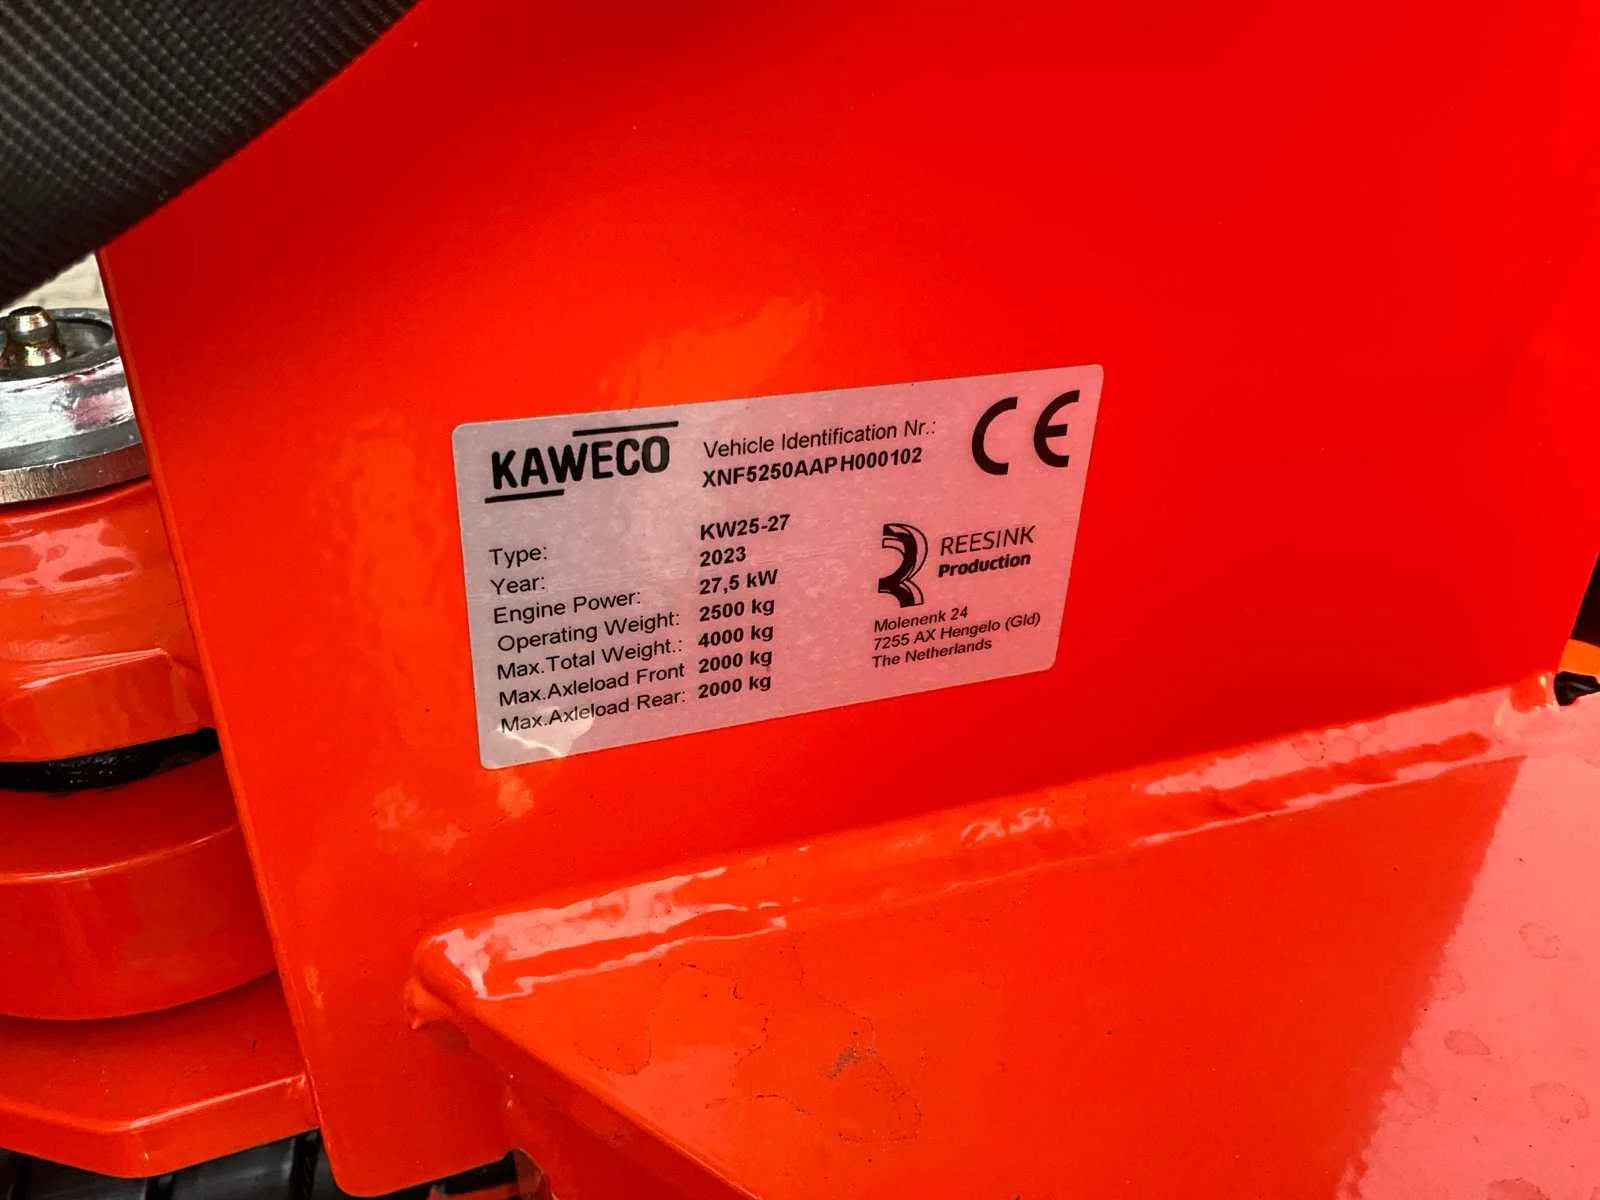 KAWECO
Vehicle Identification Nr.:
XNF5250AAPH000102
CE
Type: KW25-27
Year: 2023
Engine Power: 27,5 kW
Operating Weight: 2500 kg
Max.Total Weight.: 4000 kg
Max.Axleload Front 2000 kg
Max.Axleload Rear: 2000 kg
REESINK
Production
Molenenk 24
7255 AX Hengelo (Gld)
The Netherlands